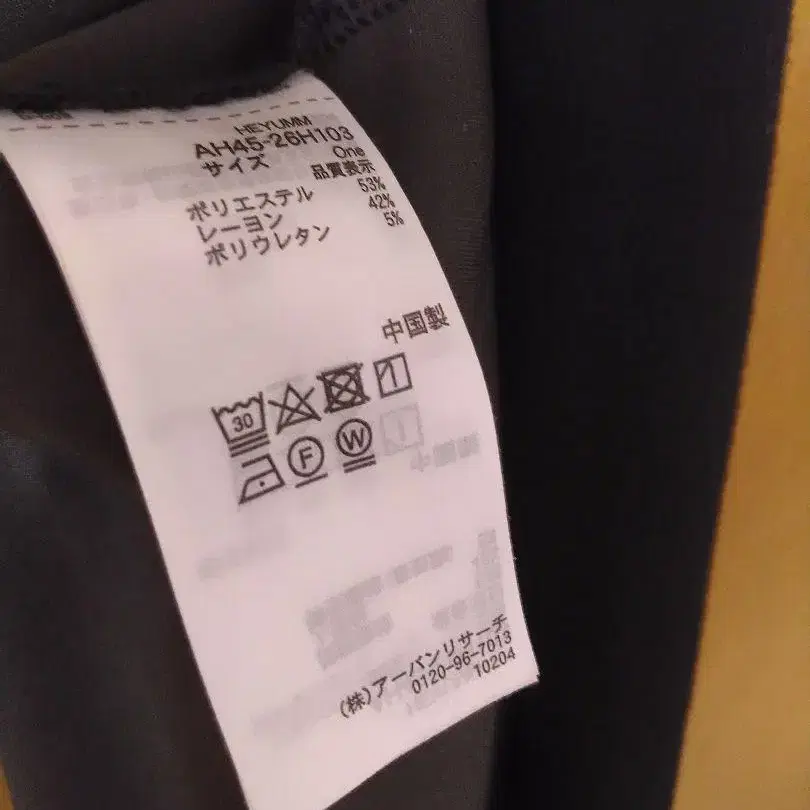 HEYUMM
AH45-26H103
サイズ One
品質表示
ポリエステル 53%
レーヨン 42%
ポリウレタン 5%
中国製
30
F W
(株)アーバンリサーチ
0120-96-7013
10204